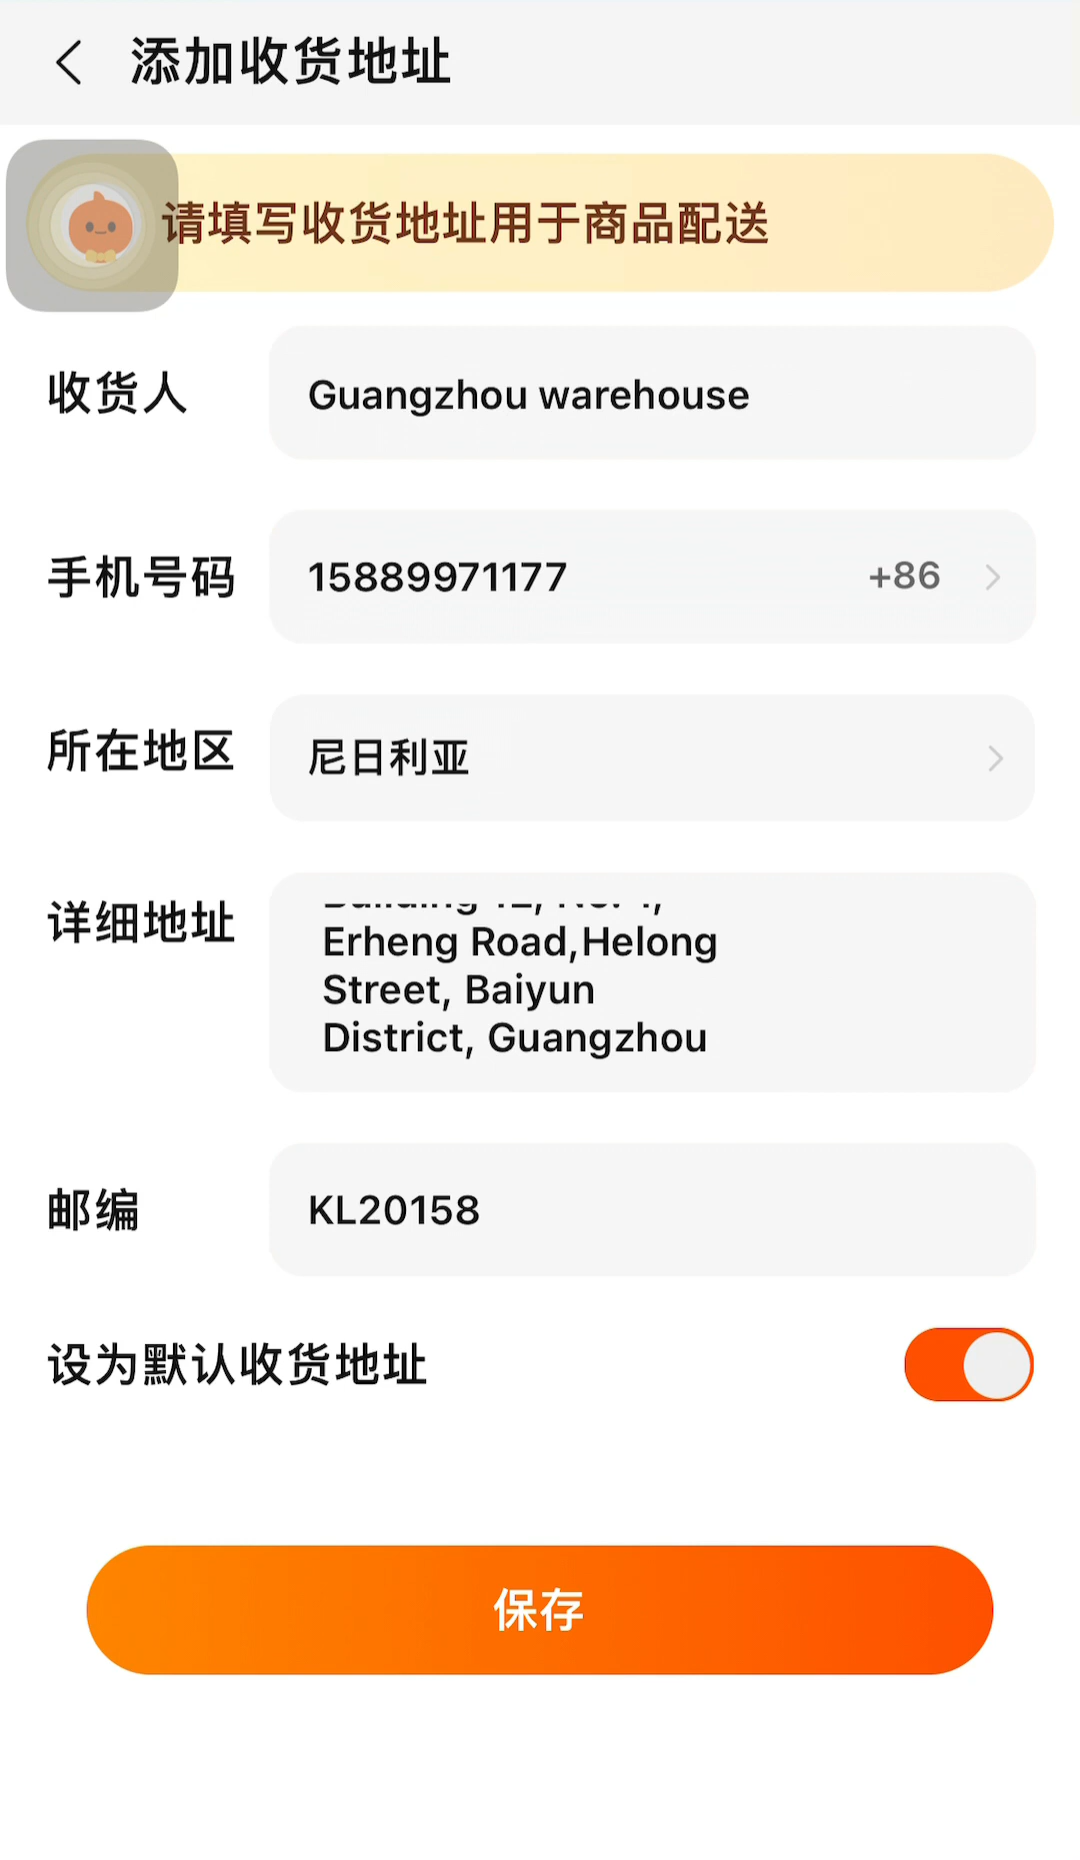 添加收货地址
请填写收货地址用于商品配送
收货人
Guangzhou warehouse
手机号码
15889971177
+86
所在地区
尼日利亚
详细地址
Erheng Road,Helong
Street, Baiyun
District, Guangzhou
邮编
KL20158
设为默认收货地址
保存